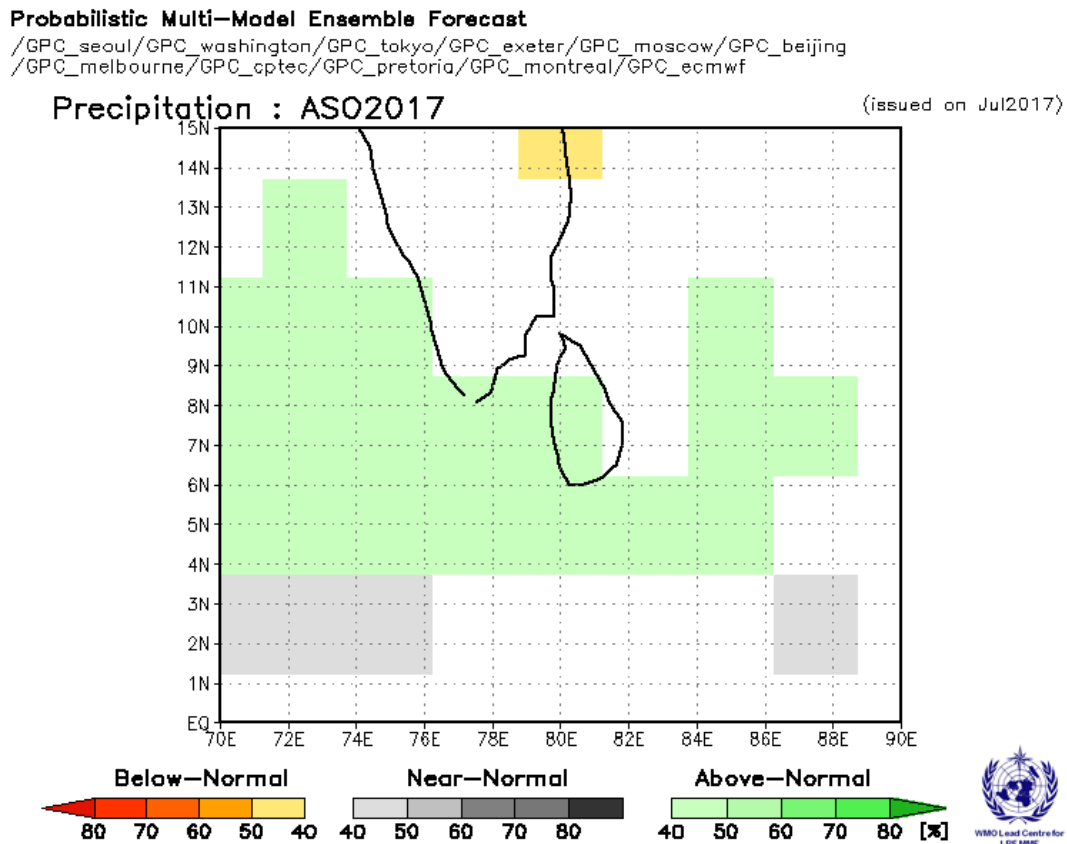 Probabilistic Multi-Model Ensemble Forecast
/GPC_seoul/GPC_washington/GPC_tokyo/GPC_exeter/GPC_moscow/GPC_beijing
/GPC_melbourne/GPC_cptec/GPC_pretoria/GPC_montreal/GPC_ecmwf
Precipitation : ASO2017
(issued on Jul2017)
15N
14N
13N
12N
11N
10N
9N
8N
7N
6N
5N
4N
3N
2N
1N
EQ
70E 72E 74E 76E 78E 80E 82E 84E 86E 88E 90E
Below-Normal Near-Normal Above-Normal
80 70 60 50 40 40 50 60 70 80 40 50 60 70 80 [%]
WMO Lead Centre for